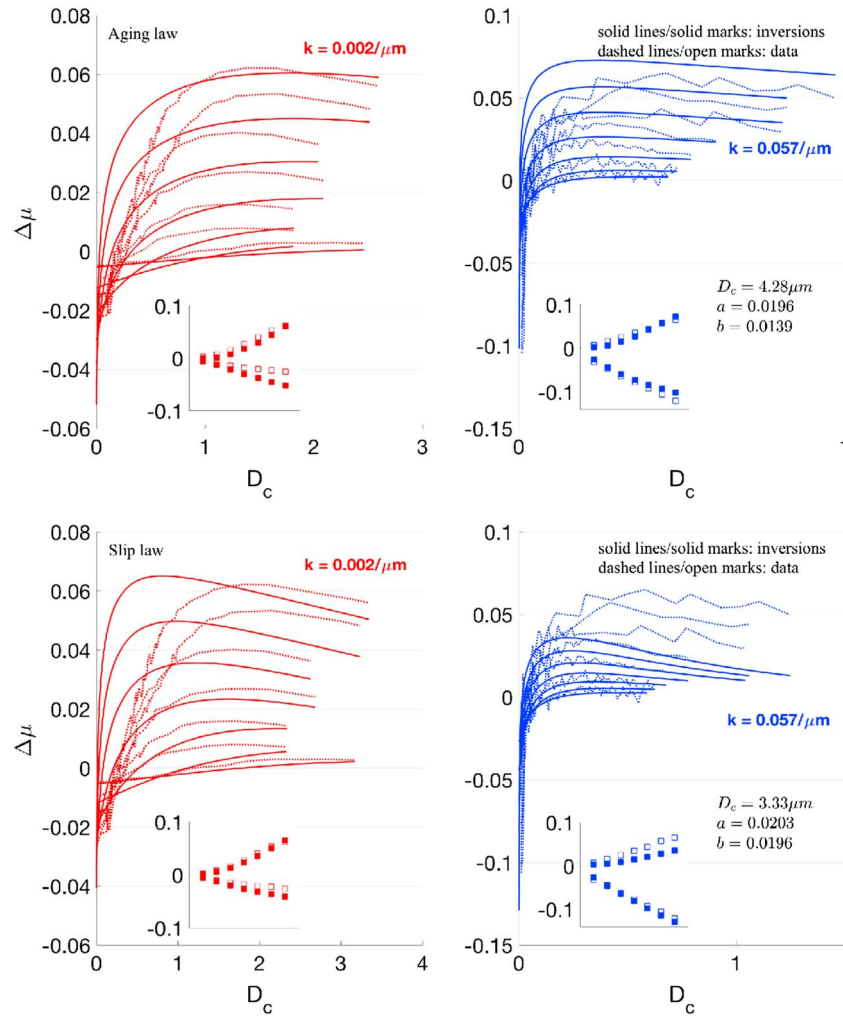 Aging law
k = 0.002/μm
0.08
0.06
0.04
0.02
0
-0.02
-0.04
-0.06
Δμ
0.1
0
-0.1
0
1
2
3
D_c
solid lines/solid marks: inversions
dashed lines/open marks: data
k = 0.057/μm
0.1
0.05
0
-0.05
-0.1
-0.15
D_c = 4.28μm
a = 0.0196
b = 0.0139
0.1
0
-0.1
0
D_c
Slip law
k = 0.002/μm
0.08
0.06
0.04
0.02
0
-0.02
-0.04
-0.06
Δμ
0.1
0
-0.1
0
1
2
3
4
D_c
solid lines/solid marks: inversions
dashed lines/open marks: data
k = 0.057/μm
0.1
0.05
0
-0.05
-0.1
-0.15
D_c = 3.33μm
a = 0.0203
b = 0.0196
0.1
0
-0.1
0
1
D_c